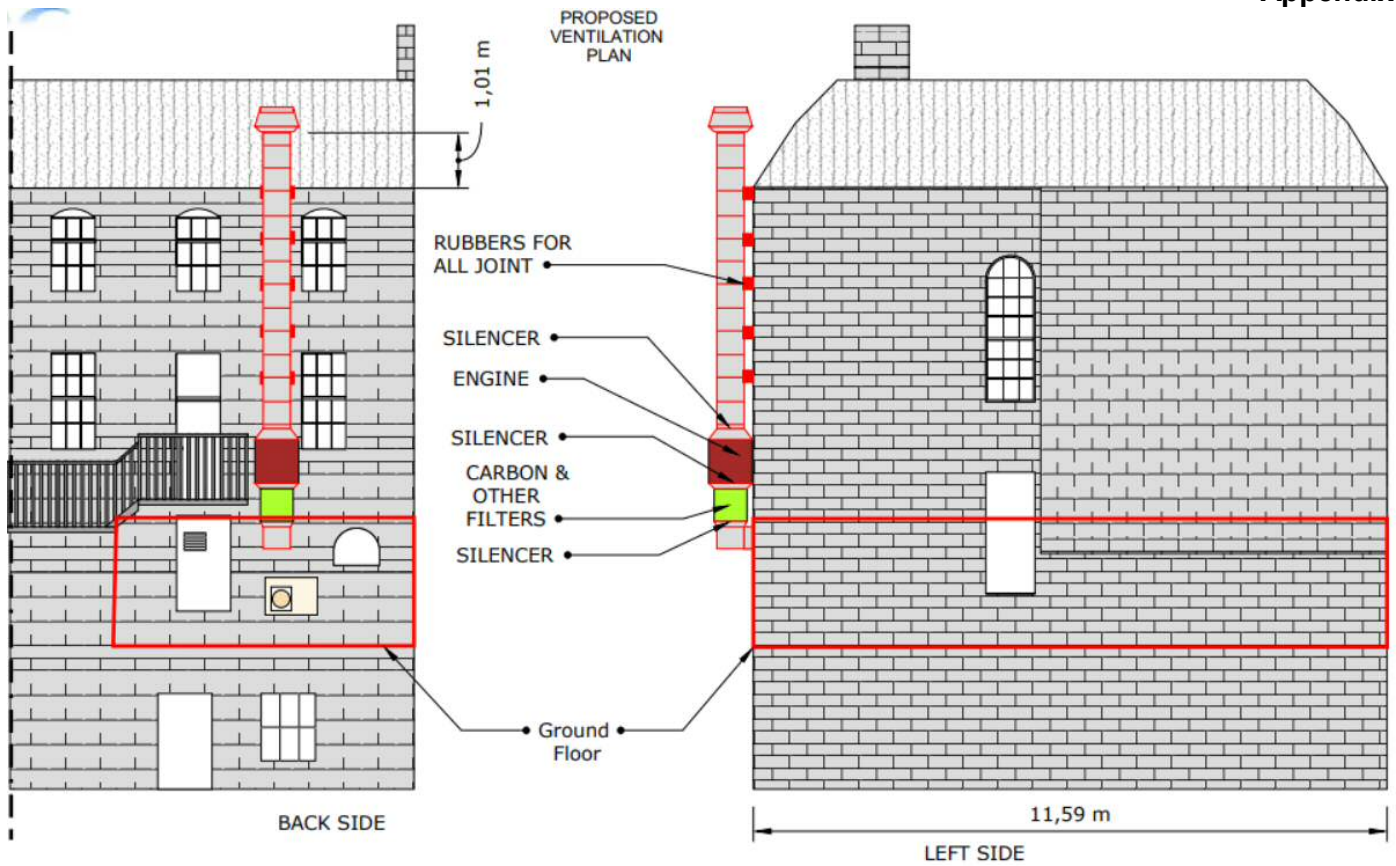 Appendix
PROPOSED
VENTILATION
PLAN
1,01 m
RUBBERS FOR
ALL JOINT
SILENCER
ENGINE
SILENCER
CARBON &
OTHER
FILTERS
SILENCER
Ground
Floor
BACK SIDE
11,59 m
LEFT SIDE